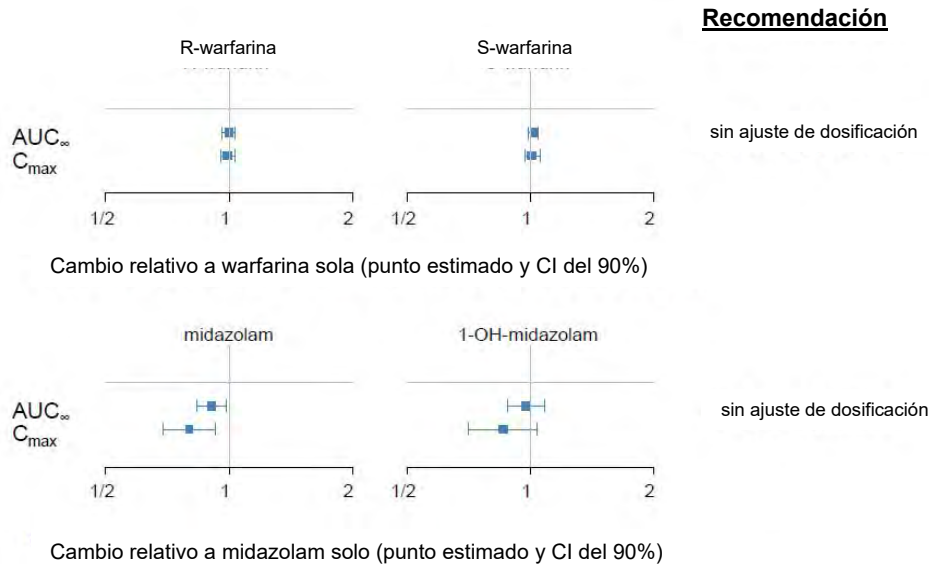 Recomendación
R-warfarina
S-warfarina
AUC∞
Cmax
sin ajuste de dosificación
1/2 1 2
1/2 1 2
Cambio relativo a warfarina sola (punto estimado y CI del 90%)
midazolam
1-OH-midazolam
AUC∞
Cmax
sin ajuste de dosificación
1/2 1 2
1/2 1 2
Cambio relativo a midazolam solo (punto estimado y CI del 90%)